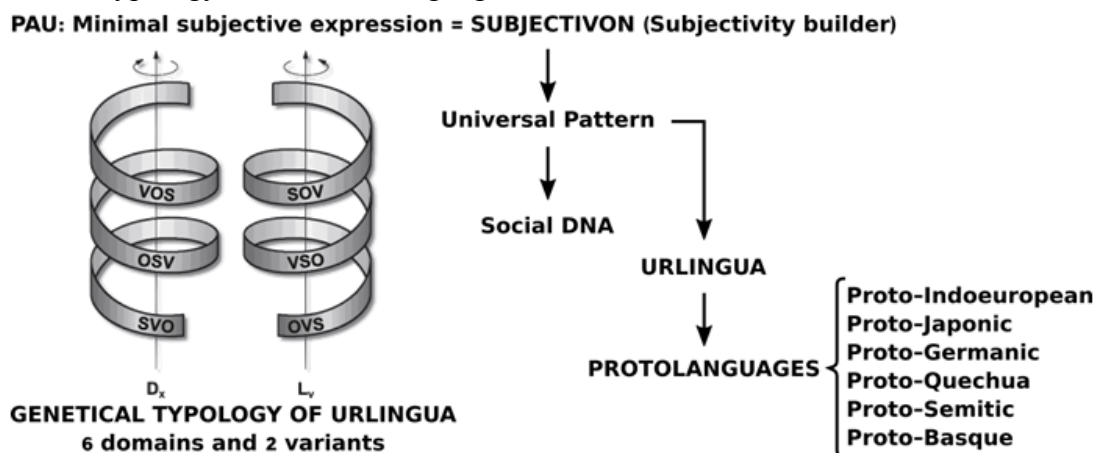 PAU: Minimal subjective expression = SUBJECTIVON (Subjectivity builder)
Universal Pattern
Social DNA
URLINGUA
PROTOLANGUAGES
Proto-Indoeuropean
Proto-Japonic
Proto-Germanic
Proto-Quechua
Proto-Semitic
Proto-Basque
VOS
OSV
SVO
Dx
SOV
VSO
OVS
Lv
GENETICAL TYPOLOGY OF URLINGUA
6 domains and 2 variants